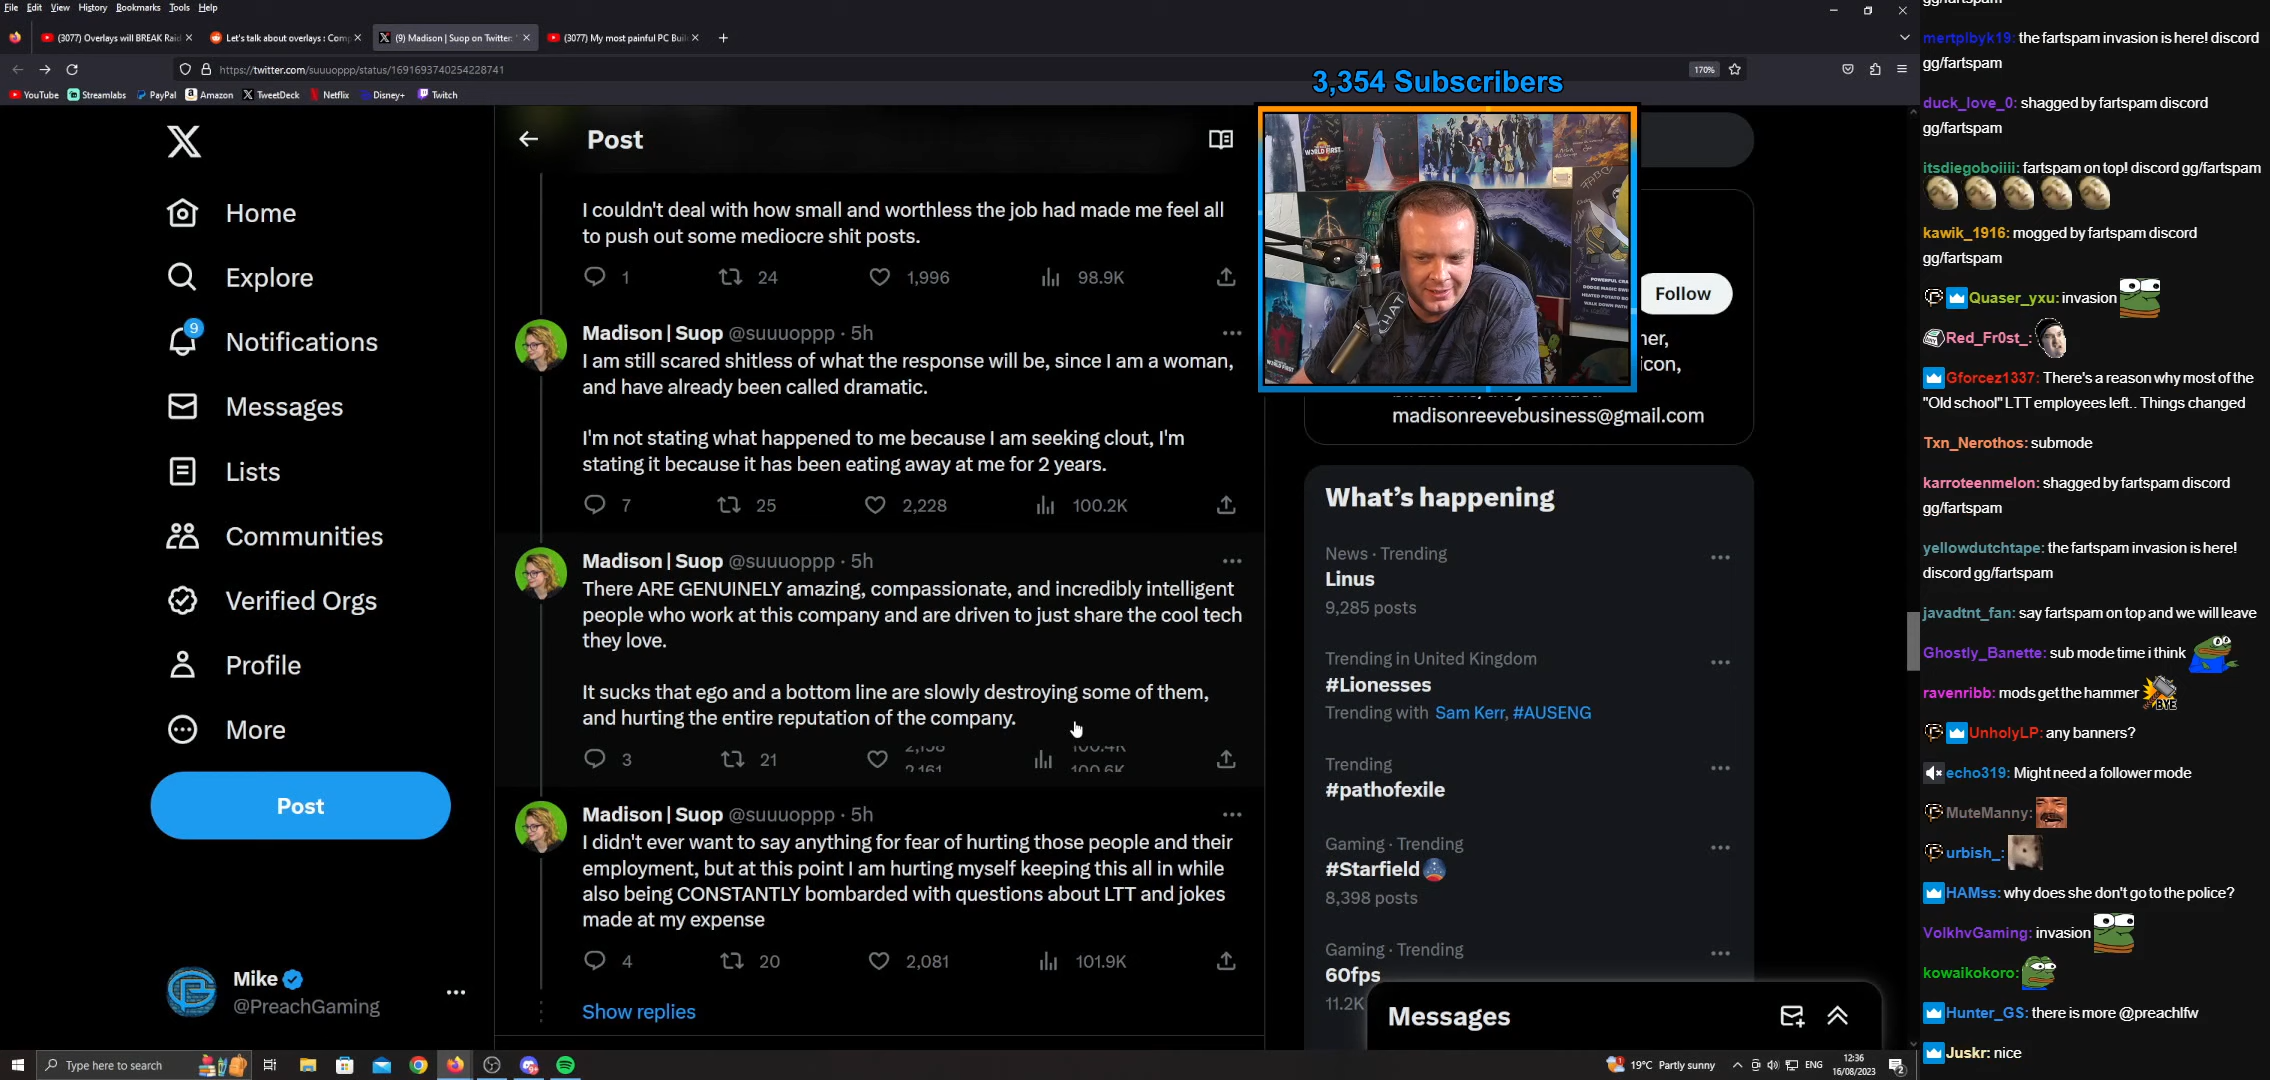 File Edit View History Bookmarks Tools Help
(3077) Overlays will BREAK Raid
Let's talk about overlays : Comp
(9) Madison | Suop on Twitter: "
(3077) My most painful PC Buil
https://twitter.com/suuuoppp/status/1691693740254228741
170%
YouTube Streamlabs PayPal Amazon TweetDeck Netflix Disney+ Twitch
Home
Explore
9
Notifications
Messages
Lists
Communities
Verified Orgs
Profile
More
Post
Mike
@PreachGaming
Post
I couldn't deal with how small and worthless the job had made me feel all
to push out some mediocre shit posts.
1 24 1,996 98.9K
Madison | Suop @suuuoppp · 5h
I am still scared shitless of what the response will be, since I am a woman,
and have already been called dramatic.
I'm not stating what happened to me because I am seeking clout, I'm
stating it because it has been eating away at me for 2 years.
7 25 2,228 100.2K
Madison | Suop @suuuoppp · 5h
There ARE GENUINELY amazing, compassionate, and incredibly intelligent
people who work at this company and are driven to just share the cool tech
they love.
It sucks that ego and a bottom line are slowly destroying some of them,
and hurting the entire reputation of the company.
3 21 2,161 100.6K
Madison | Suop @suuuoppp · 5h
I didn't ever want to say anything for fear of hurting those people and their
employment, but at this point I am hurting myself keeping this all in while
also being CONSTANTLY bombarded with questions about LTT and jokes
made at my expense
4 20 2,081 101.9K
Show replies
3,354 Subscribers
WORLD FIRST
CHAT
Follow
ner,
icon,
madisonreevebusiness@gmail.com
What's happening
News · Trending
Linus
9,285 posts
Trending in United Kingdom
#Lionesses
Trending with Sam Kerr, #AUSENG
Trending
#pathofexile
Gaming · Trending
#Starfield
8,398 posts
Gaming · Trending
60fps
11.2K
Messages
gg/fartspam
mertplbyk19: the fartspam invasion is here! discord
gg/fartspam
duck_love_0: shagged by fartspam discord
gg/fartspam
itsdiegoboiiii: fartspam on top! discord gg/fartspam
kawik_1916: mogged by fartspam discord
gg/fartspam
Quaser_yxu: invasion
Red_Fr0st_:
Gforcez1337: There's a reason why most of the
"Old school" LTT employees left.. Things changed
Txn_Nerothos: submode
karroteenmelon: shagged by fartspam discord
gg/fartspam
yellowdutchtape: the fartspam invasion is here!
discord gg/fartspam
javadtnt_fan: say fartspam on top and we will leave
Ghostly_Banette: sub mode time i think
ravenribb: mods get the hammer
BYE
UnholyLP: any banners?
echo319: Might need a follower mode
MuteManny:
urbish_:
HAMss: why does she don't go to the police?
VolkhvGaming: invasion
kowaikokoro:
Hunter_GS: there is more @preachlfw
Juskr: nice
Type here to search
19°C Partly sunny
ENG
12:36
16/08/2023
2